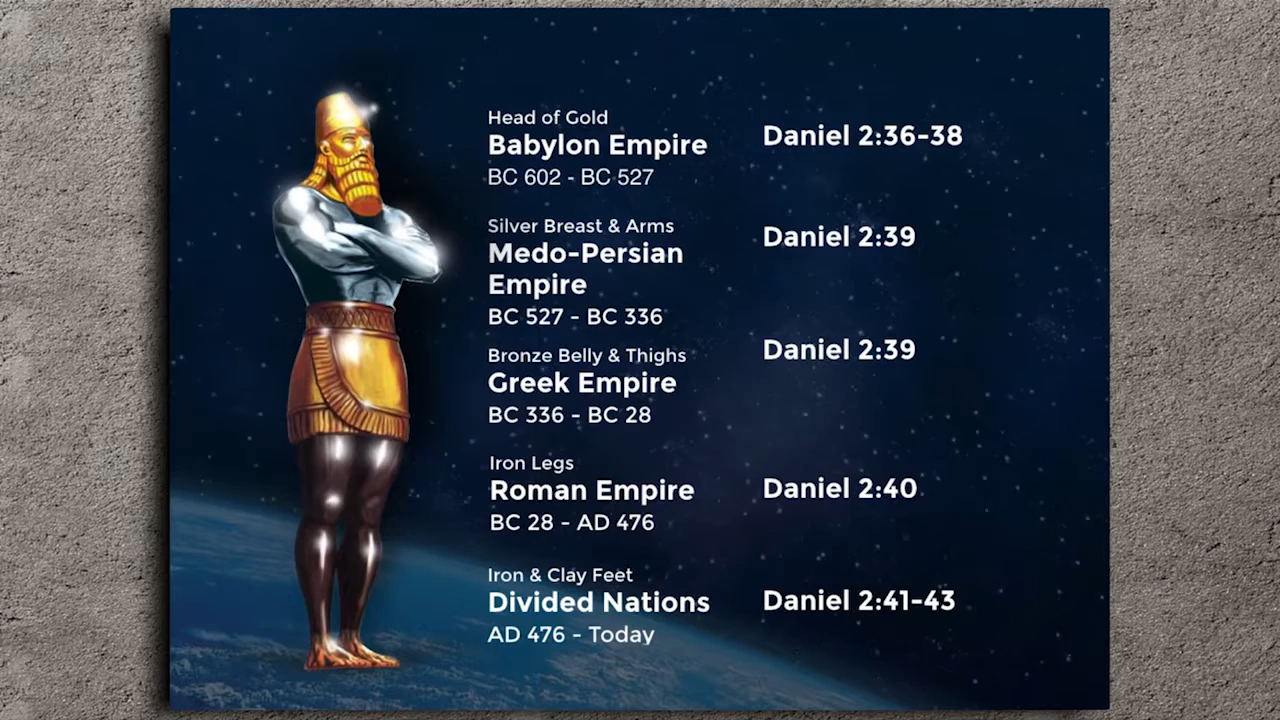 Head of Gold
Babylon Empire
BC 602 - BC 527
Daniel 2:36-38
Silver Breast & Arms
Medo-Persian
Empire
BC 527 - BC 336
Daniel 2:39
Bronze Belly & Thighs
Greek Empire
BC 336 - BC 28
Daniel 2:39
Iron Legs
Roman Empire
BC 28 - AD 476
Daniel 2:40
Iron & Clay Feet
Divided Nations
AD 476 - Today
Daniel 2:41-43